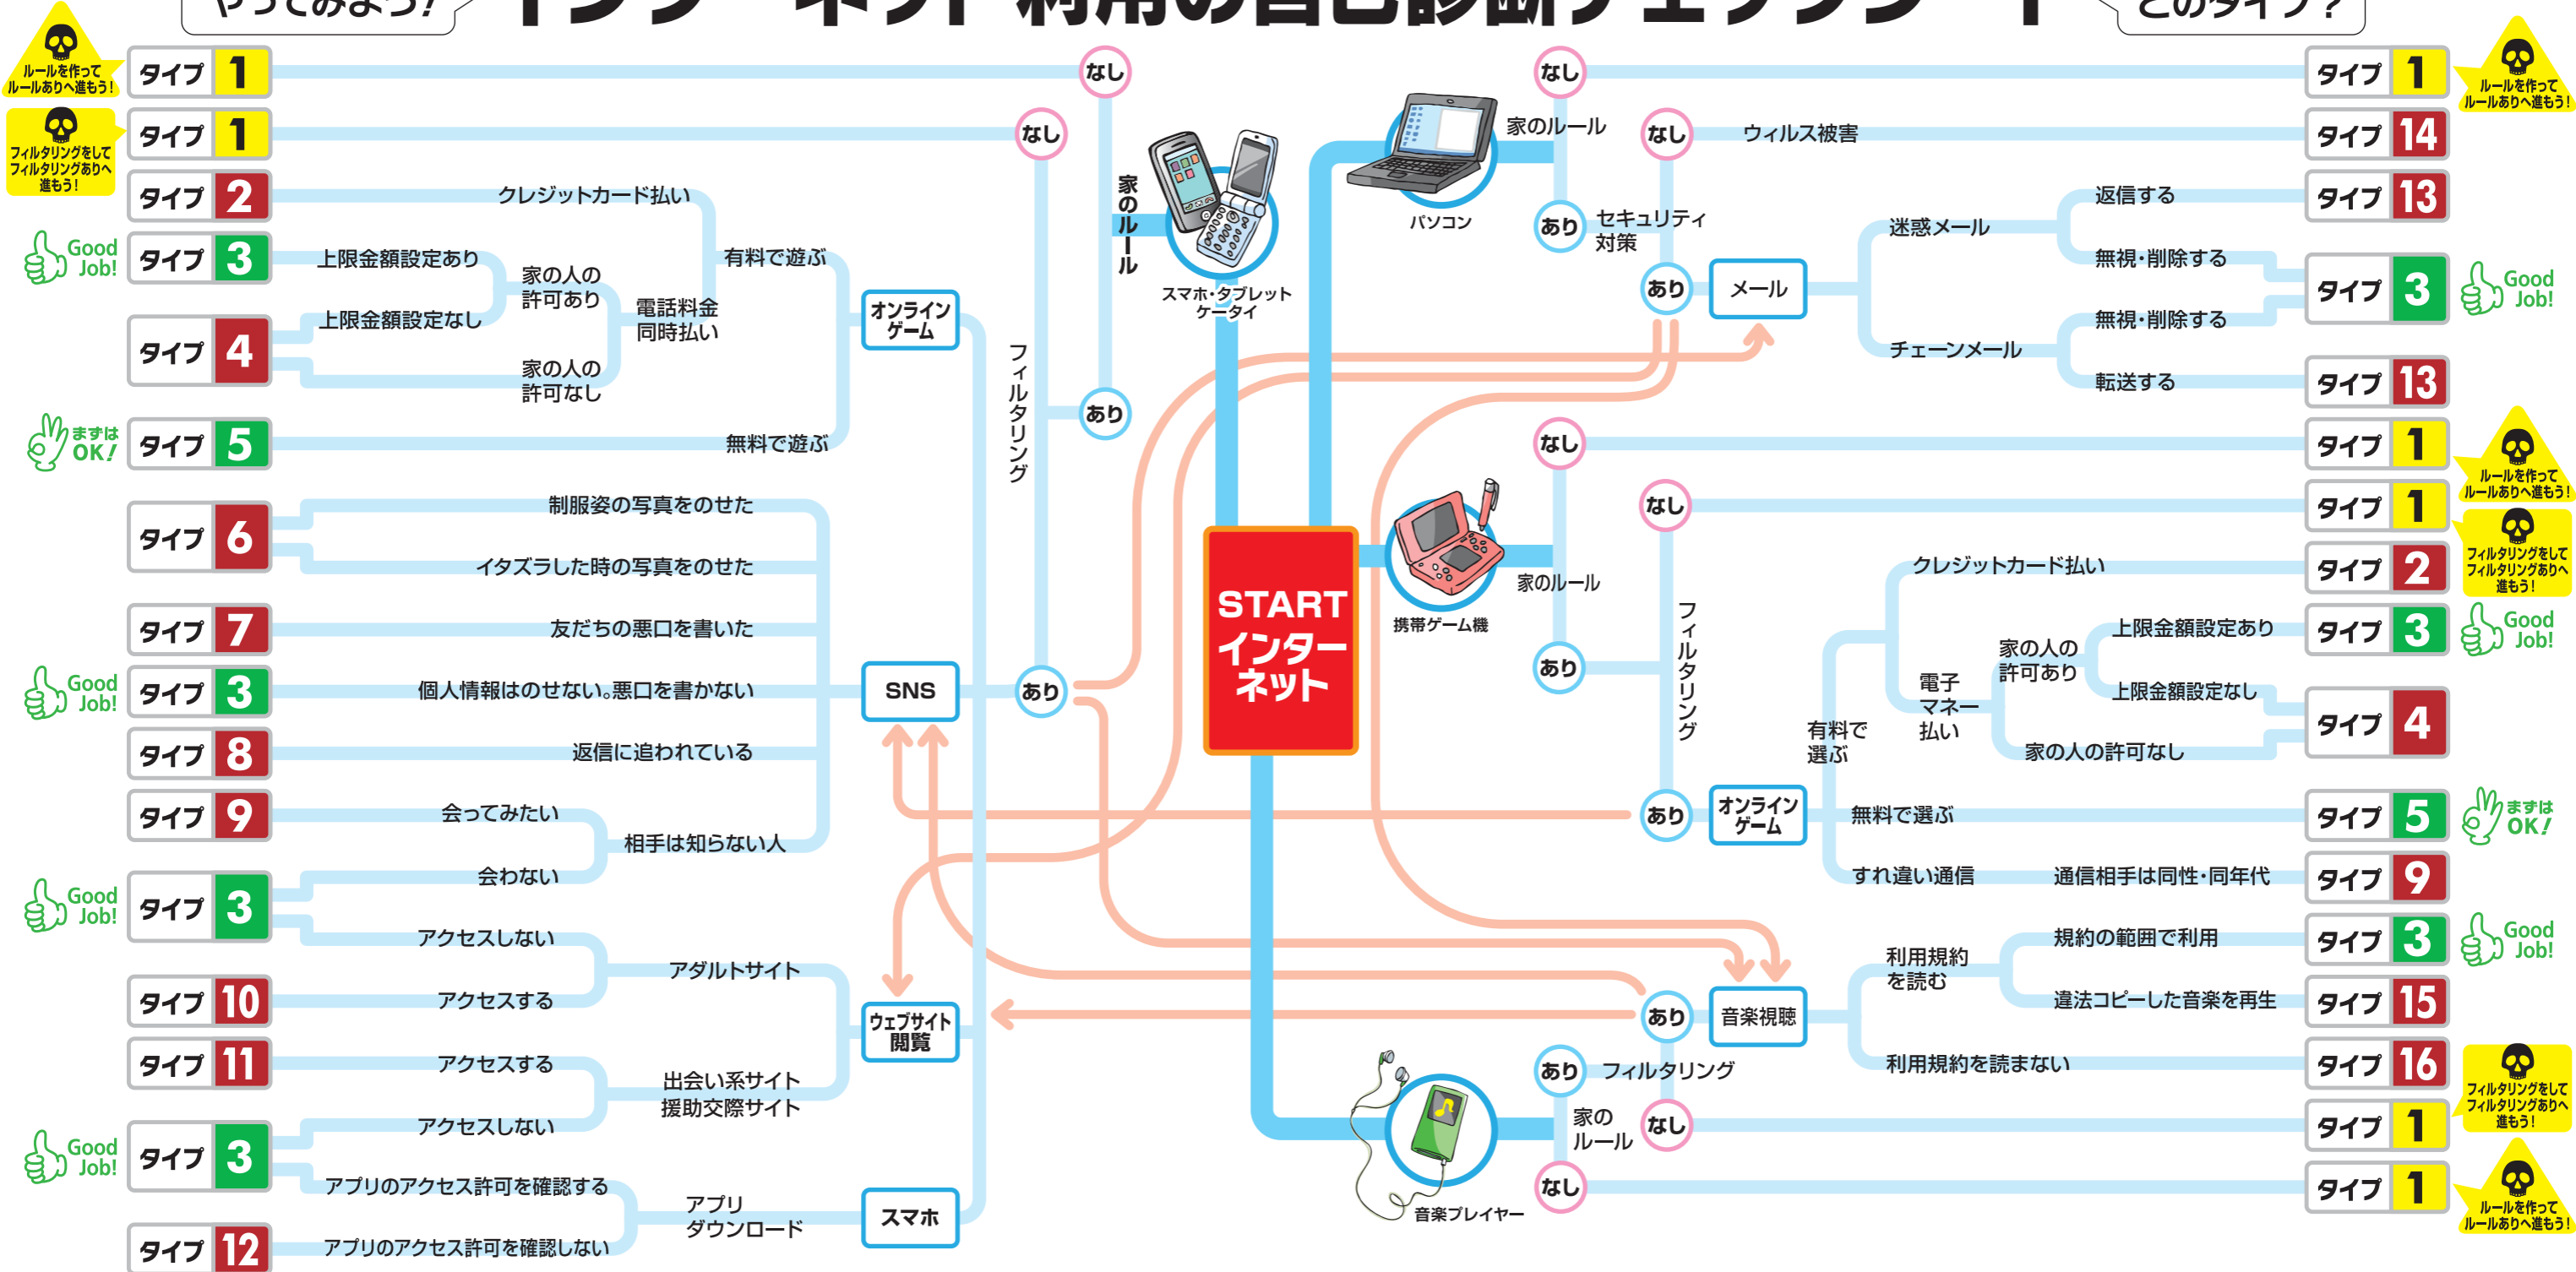 やってみよう!
インターネット利用の自己診断チェックシート
どのタイプ?
ルールを作って
ルールありへ進もう!
タイプ 1
なし
フィルタリングをして
フィルタリングありへ
進もう!
タイプ 1
なし
タイプ 2
クレジットカード払い
Good
Job!
タイプ 3
上限金額設定あり
家の人の
許可あり
有料で遊ぶ
上限金額設定なし
電話料金
同時払い
タイプ 4
家の人の
許可なし
オンライン
ゲーム
まずは
OK!
タイプ 5
無料で遊ぶ
家のルール
スマホ・タブレット
ケータイ
フィルタリング
あり
タイプ 6
制服姿の写真をのせた
イタズラした時の写真をのせた
タイプ 7
友だちの悪口を書いた
Good
Job!
タイプ 3
個人情報はのせない。悪口を書かない
SNS
あり
タイプ 8
返信に追われている
タイプ 9
会ってみたい
相手は知らない人
会わない
Good
Job!
タイプ 3
アクセスしない
アダルトサイト
タイプ 10
アクセスする
ウェブサイト
閲覧
タイプ 11
アクセスする
出会い系サイト
援助交際サイト
アクセスしない
Good
Job!
タイプ 3
アプリのアクセス許可を確認する
アプリ
ダウンロード
スマホ
タイプ 12
アプリのアクセス許可を確認しない
START
インター
ネット
パソコン
家のルール
なし
タイプ 1
ルールを作って
ルールありへ進もう!
なし
ウィルス被害
タイプ 14
あり
セキュリティ
対策
迷惑メール
返信する
タイプ 13
無視・削除する
あり
メール
タイプ 3
Good
Job!
無視・削除する
チェーンメール
転送する
タイプ 13
携帯ゲーム機
家のルール
なし
タイプ 1
ルールを作って
ルールありへ進もう!
なし
タイプ 1
フィルタリングをして
フィルタリングありへ
進もう!
フィルタリング
あり
クレジットカード払い
タイプ 2
上限金額設定あり
タイプ 3
Good
Job!
家の人の
許可あり
電子
マネー
払い
上限金額設定なし
タイプ 4
有料で
選ぶ
家の人の許可なし
あり
オンライン
ゲーム
無料で選ぶ
タイプ 5
まずは
OK!
すれ違い通信
通信相手は同性・同年代
タイプ 9
利用規約
を読む
規約の範囲で利用
タイプ 3
Good
Job!
違法コピーした音楽を再生
タイプ 15
あり
音楽視聴
利用規約を読まない
タイプ 16
あり
フィルタリング
家の
ルール
なし
タイプ 1
フィルタリングをして
フィルタリングありへ
進もう!
音楽プレイヤー
なし
タイプ 1
ルールを作って
ルールありへ進もう!